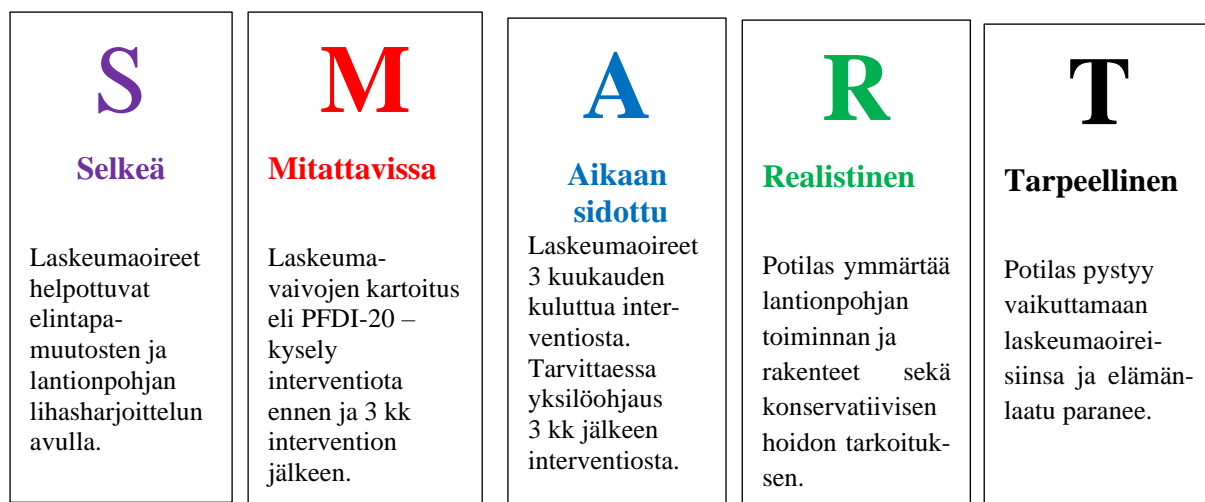 S
Selkeä
Laskeumaoireet
helpottuvat
elintapa-
muutosten ja
lantionpohjan
lihasharjoittelun
avulla.
M
Mitattavissa
Laskeuma-
vaivojen kartoitus
eli PFDI-20 –
kysely
interventiota
ennen ja 3 kk
intervention
jälkeen.
A
Aikaan
sidottu
Laskeumaoireet
3 kuukauden
kuluttua inter-
ventiosta.
Tarvittaessa
yksilöohjaus
3 kk jälkeen
interventiosta.
R
Realistinen
Potilas ymmärtää
lantionpohjan
toiminnan ja
rakenteet sekä
konservatiivisen
hoidon tarkoituk-
sen.
T
Tarpeellinen
Potilas pystyy
vaikuttamaan
laskeumaoirei-
siinsa ja elämän-
laatu paranee.